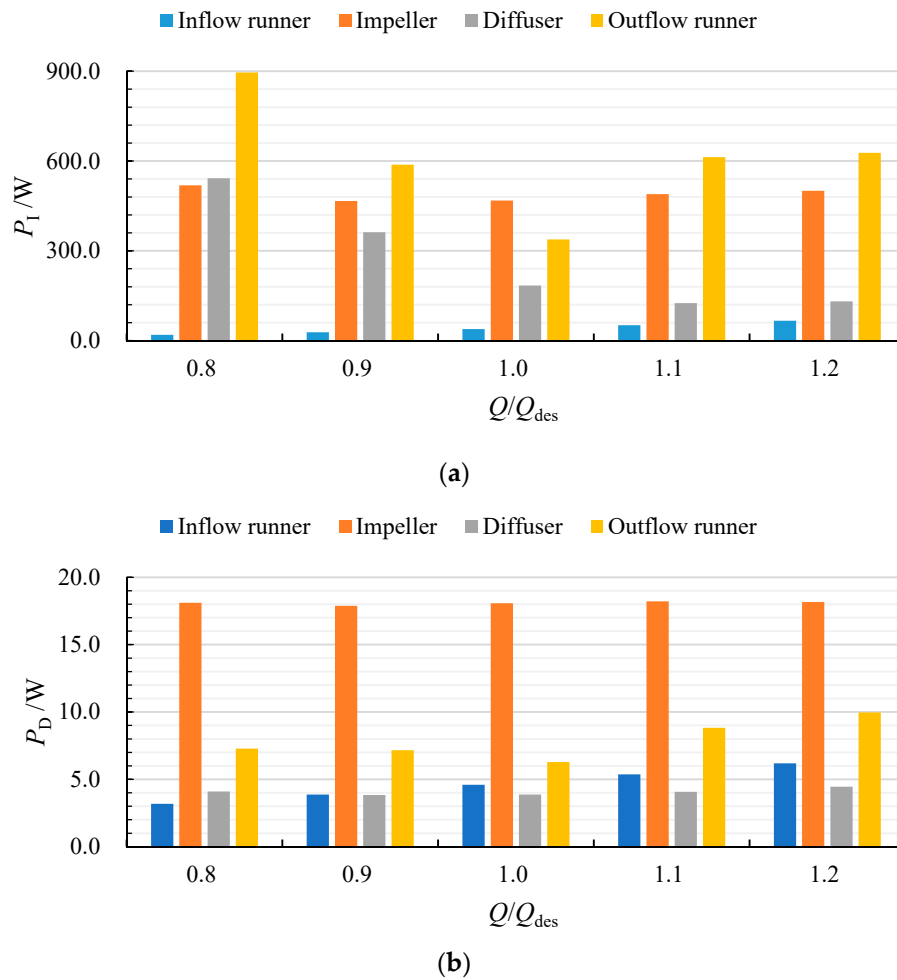 Inflow runner Impeller Diffuser Outflow runner
900.0
600.0
300.0
0.0
P_I /W
0.8 0.9 1.0 1.1 1.2
Q/Q_des
(a)
Inflow runner Impeller Diffuser Outflow runner
20.0
15.0
10.0
5.0
0.0
P_D /W
0.8 0.9 1.0 1.1 1.2
Q/Q_des
(b)